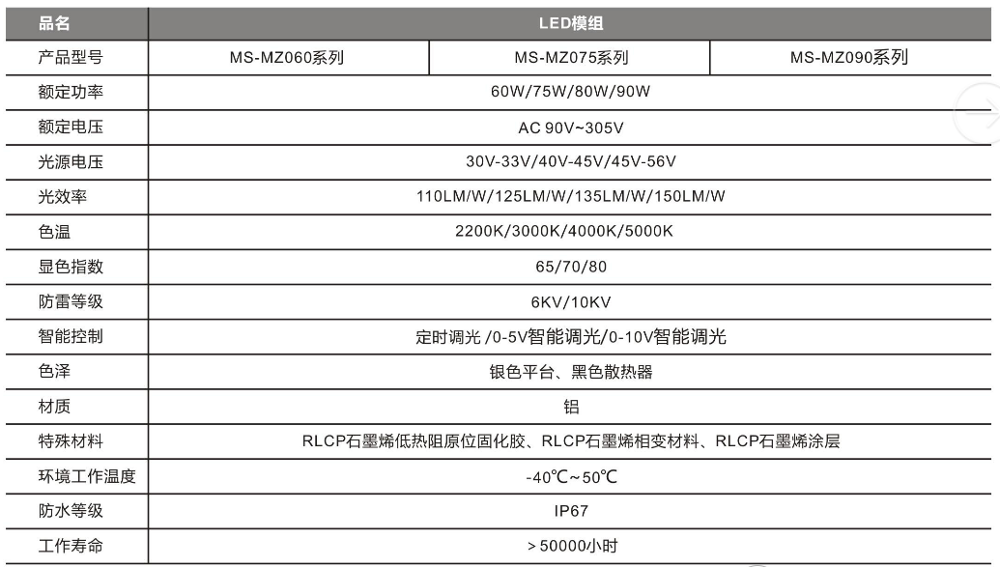 品名 LED模组
产品型号 MS-MZ060系列 MS-MZ075系列 MS-MZ090系列
额定功率 60W/75W/80W/90W
额定电压 AC 90V~305V
光源电压 30V-33V/40V-45V/45V-56V
光效率 110LM/W/125LM/W/135LM/W/150LM/W
色温 2200K/3000K/4000K/5000K
显色指数 65/70/80
防雷等级 6KV/10KV
智能控制 定时调光 /0-5V智能调光/0-10V智能调光
色泽 银色平台、黑色散热器
材质 铝
特殊材料 RLCP石墨烯低热阻原位固化胶、RLCP石墨烯相变材料、RLCP石墨烯涂层
环境工作温度 -40℃~50℃
防水等级 IP67
工作寿命 >50000小时